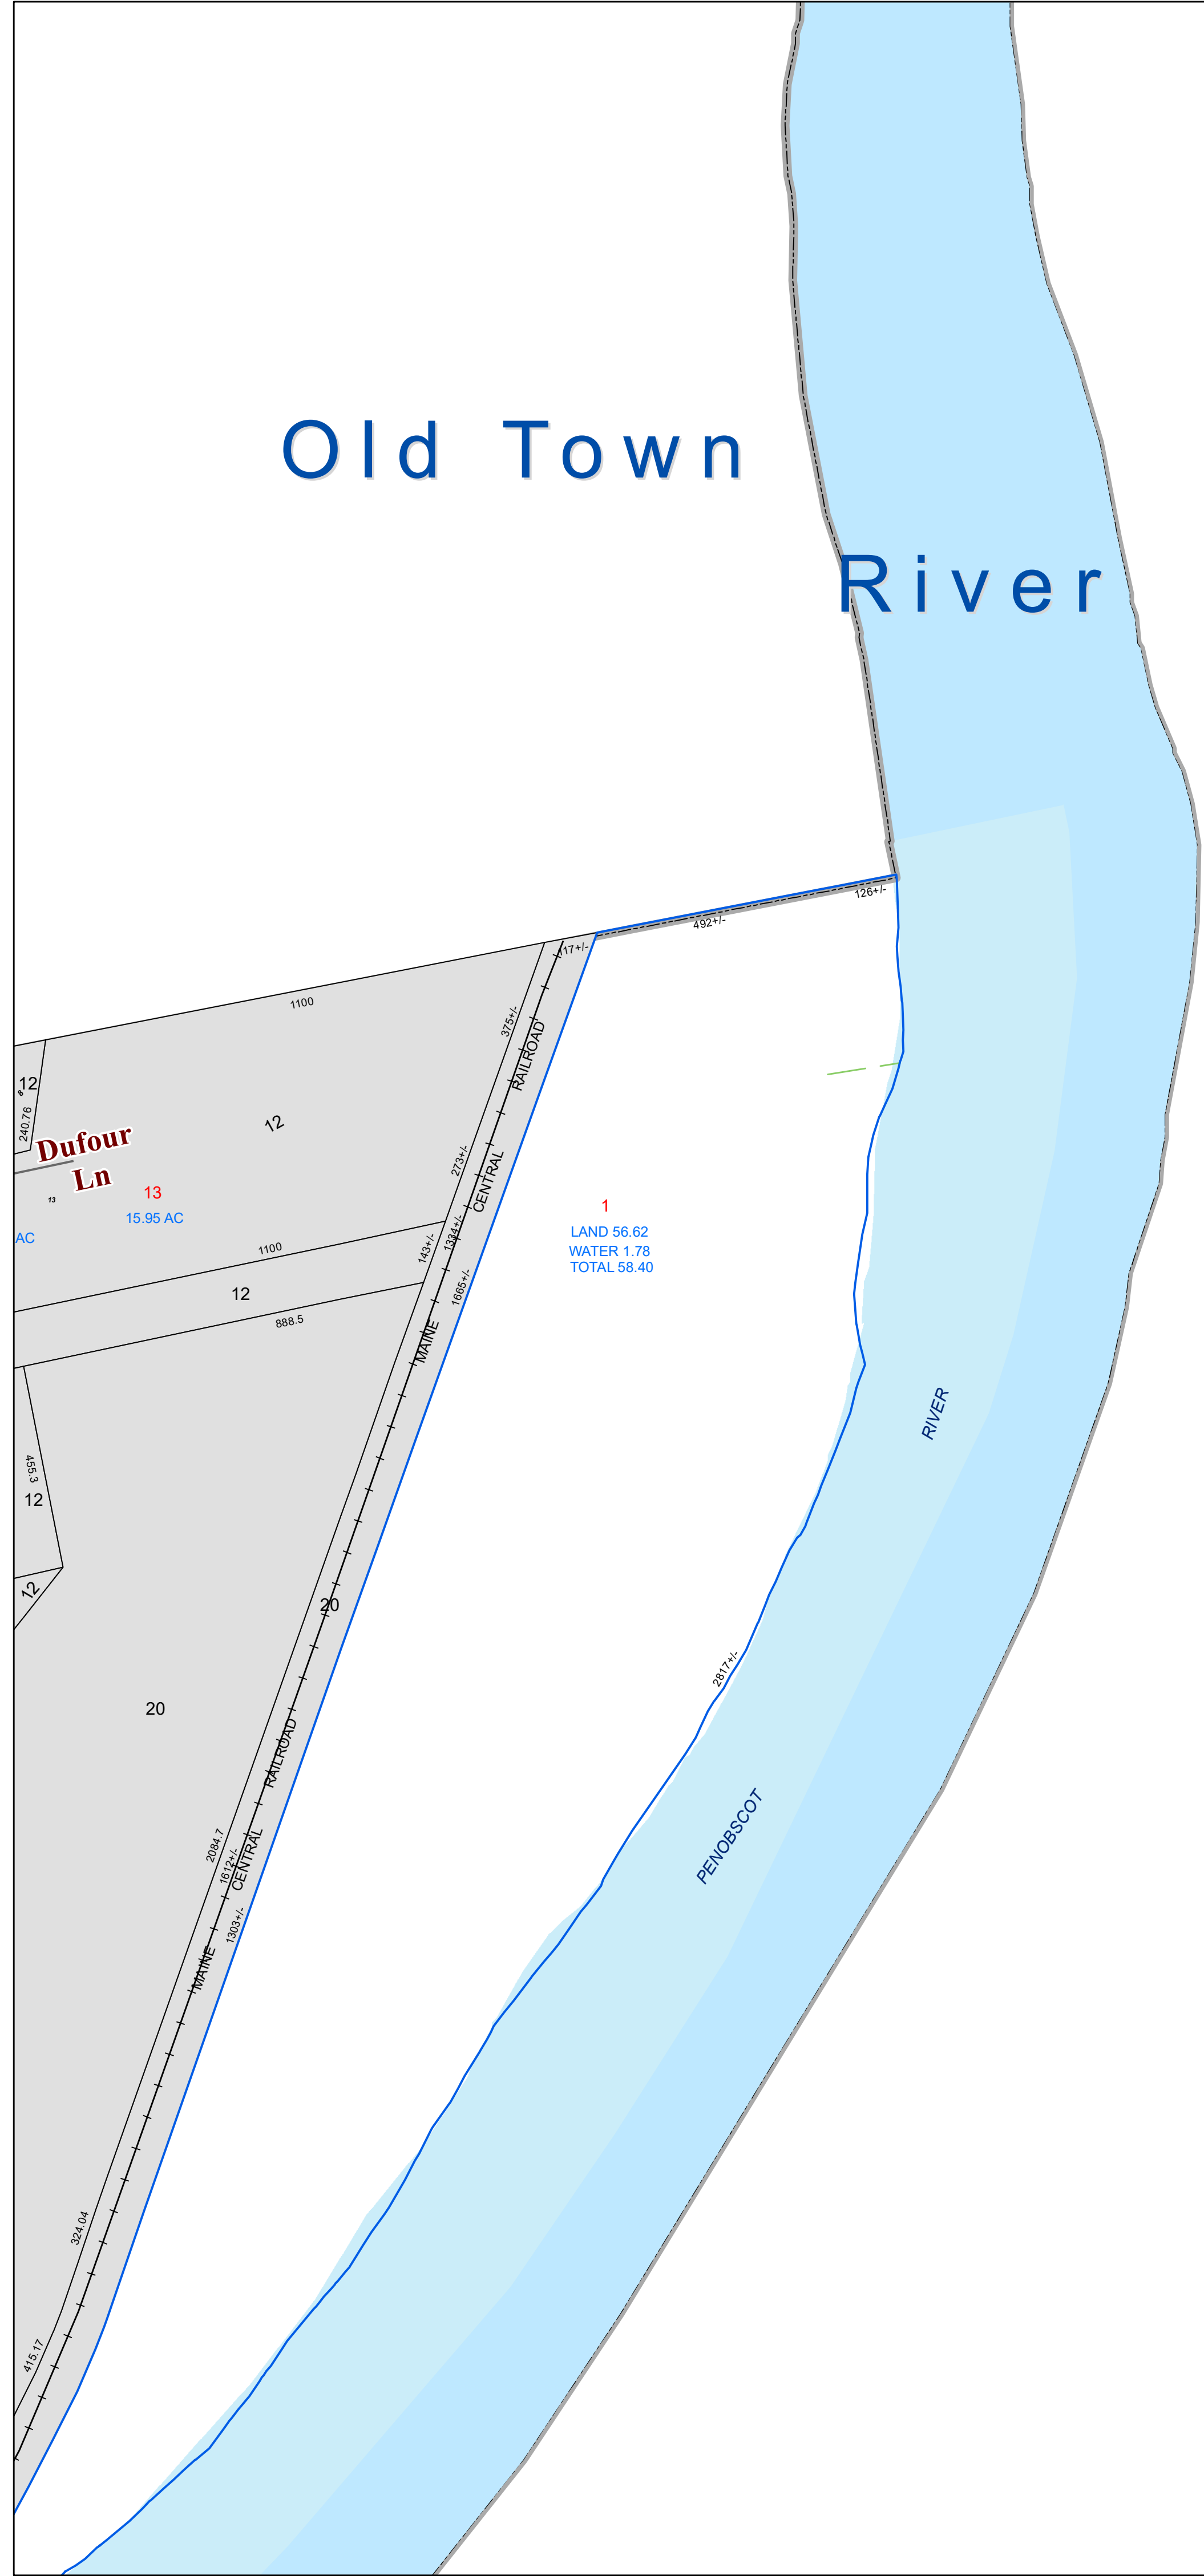 Old Town
River
126+/-
492+/-
117+/-
1100
375+/-
RAILROAD
12
8
240.76
12
Dufour
Ln
13
13
15.95 AC
AC
273+/-
CENTRAL
1334+/-
143+/-
1100
1
LAND 56.62
WATER 1.78
TOTAL 58.40
12
1665+/-
888.5
MAINE
RIVER
455.3
12
12
20
2817+/-
20
RAILROAD
PENOBSCOT
2084.7
1612+/-
CENTRAL
1303+/-
MAINE
324.04
415.17